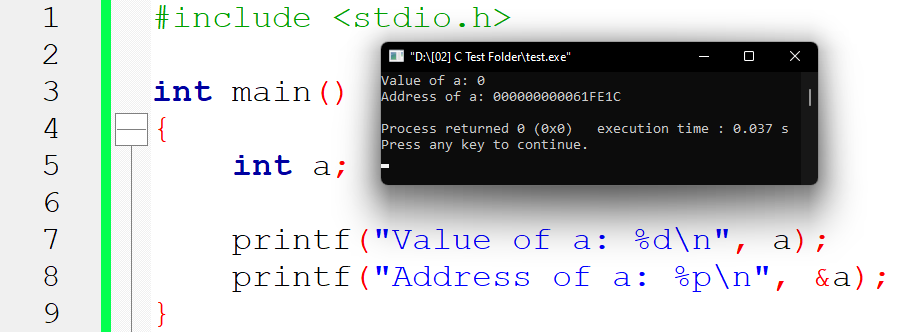 1 #include <stdio.h>
2
3 int main()
4 {
5 int a;
6
7 printf("Value of a: %d\n", a);
8 printf("Address of a: %p\n", &a);
9 }
"D:\[02] C Test Folder\test.exe"
Value of a: 0
Address of a: 000000000061FE1C
Process returned 0 (0x0) execution time : 0.037 s
Press any key to continue.